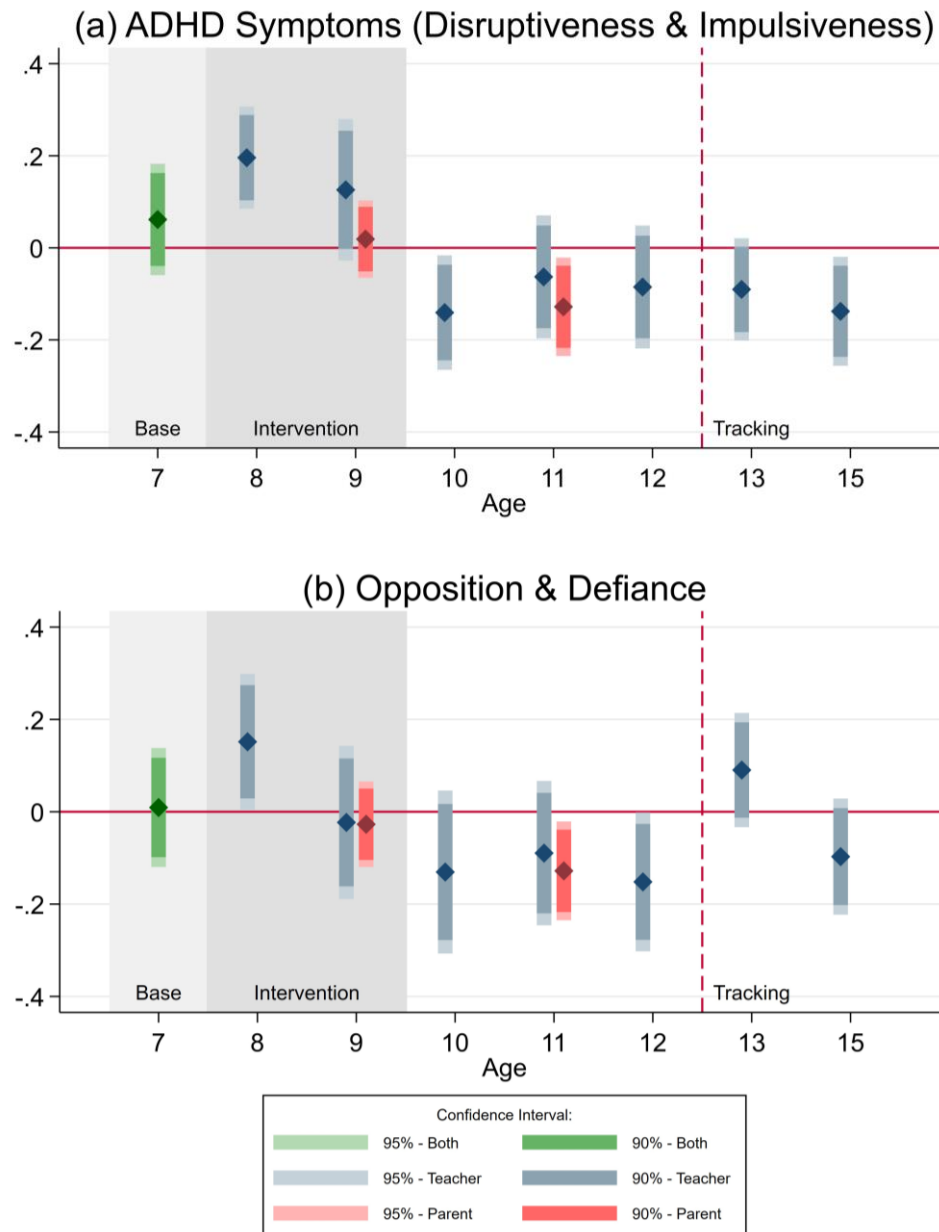 (a) ADHD Symptoms (Disruptiveness & Impulsiveness)
.4
.2
0
-.2
-.4
Base
Intervention
Tracking
7 8 9 10 11 12 13 15
Age
(b) Opposition & Defiance
.4
.2
0
-.2
-.4
Base
Intervention
Tracking
7 8 9 10 11 12 13 15
Age
Confidence Interval:
95% - Both 90% - Both
95% - Teacher 90% - Teacher
95% - Parent 90% - Parent